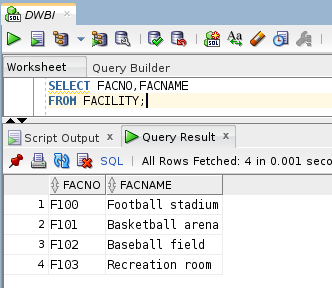 DWBI
SQL
Worksheet Query Builder
SELECT FACNO,FACNAME
FROM FACILITY;
Script Output Query Result
SQL All Rows Fetched: 4 in 0.001 seco
FACNO FACNAME
1 F100 Football stadium
2 F101 Basketball arena
3 F102 Baseball field
4 F103 Recreation room